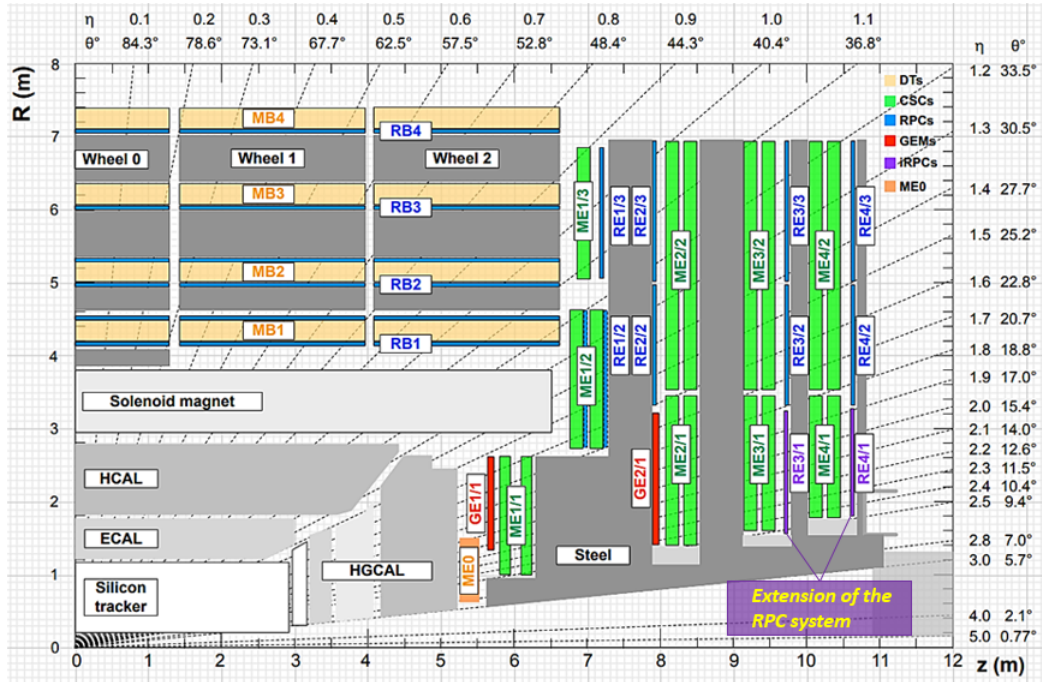 η 0.1 0.2 0.3 0.4 0.5 0.6 0.7 0.8 0.9 1.0 1.1
θ° 84.3° 78.6° 73.1° 67.7° 62.5° 57.5° 52.8° 48.4° 44.3° 40.4° 36.8° η θ°
R (m)
8
7
6
5
4
3
2
1
0
1.2 33.5°
1.3 30.5°
1.4 27.7°
1.5 25.2°
1.6 22.8°
1.7 20.7°
1.8 18.8°
1.9 17.0°
2.0 15.4°
2.1 14.0°
2.2 12.6°
2.3 11.5°
2.4 10.4°
2.5 9.4°
2.8 7.0°
3.0 5.7°
4.0 2.1°
5.0 0.77°
DTs
CSCs
RPCs
GEMs
iRPCs
ME0
MB4
RB4
Wheel 0 Wheel 1 Wheel 2
MB3
RB3
MB2
RB2
MB1
RB1
Solenoid magnet
HCAL
ECAL
Silicon
tracker
HGCAL
Steel
ME0
GE1/1
ME1/1
ME1/2
ME1/3
RE1/3
RE2/3
RE1/2
RE2/2
GE2/1
ME2/2
ME2/1
ME3/2
ME3/1
RE3/3
RE3/2
RE3/1
ME4/2
ME4/1
RE4/3
RE4/2
RE4/1
Extension of the
RPC system
0 1 2 3 4 5 6 7 8 9 10 11 12
z (m)